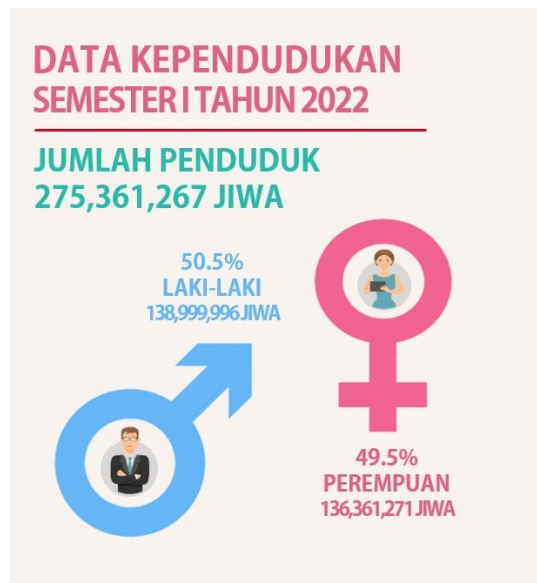 DATA KEPENDUDUKAN
SEMESTER I TAHUN 2022
JUMLAH PENDUDUK
275,361,267 JIWA
50.5%
LAKI-LAKI
138,999,996 JIWA
49.5%
PEREMPUAN
136,361,271 JIWA